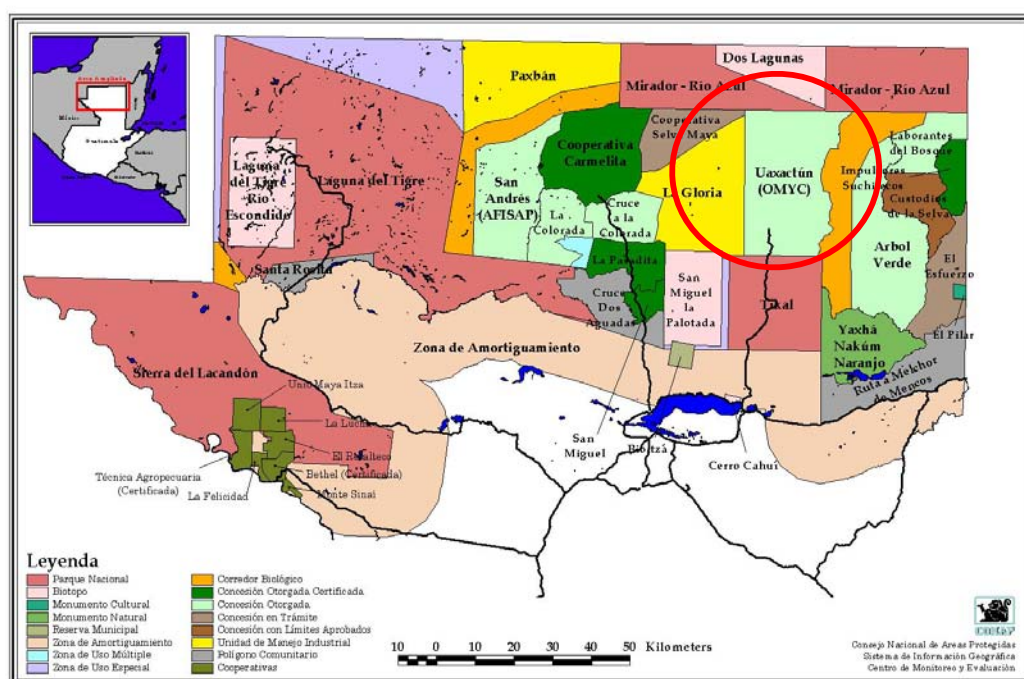 Area Ampliada
México
Guatemala
Dos Lagunas
Paxbán
Mirador - Río Azul
Mirador - Río Azul
Cooperativa
Selva Maya
Cooperativa
Carmelita
Laborantes
del Bosque
Laguna
del Tigre
Río
Escondido
Laguna del Tigre
San
Andrés
(AFISAP)
La
Colorada
Cruce
a la
Colorada
La Gloria
Uaxactún
(OMYC)
Impulsores
Suchitecos
Custodios
de la Selva
Arbol
Verde
El
Esfuerzo
Santa Rosita
La Pasadita
Cruce
Dos
Aguadas
San
Miguel
la
Palotada
Tikal
El Pilar
Yaxhá
Nakúm
Naranjo
Ruta a Melchor
de Mencos
Zona de Amortiguamiento
Sierra del Lacandón
Unió Maya Itza
La Lucha
El Retalteco
Técnica Agropecuaria
(Certificada)
Bethel (Certificada)
La Felicidad
Monte Sinaí
San
Miguel
Bioitzá
Cerro Cahuí
Leyenda
Parque Nacional
Biotopo
Monumento Cultural
Monumento Natural
Reserva Municipal
Zona de Amortiguamiento
Zona de Uso Múltiple
Zona de Uso Especial
Corredor Biológico
Concesión Otorgada Certificada
Concesión Otorgada
Concesión en Trámite
Concesión con Límites Aprobados
Unidad de Manejo Industrial
Polígono Comunitario
Cooperativas
10 0 10 20 30 40 50 Kilometers
Consejo Nacional de Areas Protegidas
Sistema de Información Geográfica
Centro de Monitoreo y Evaluación